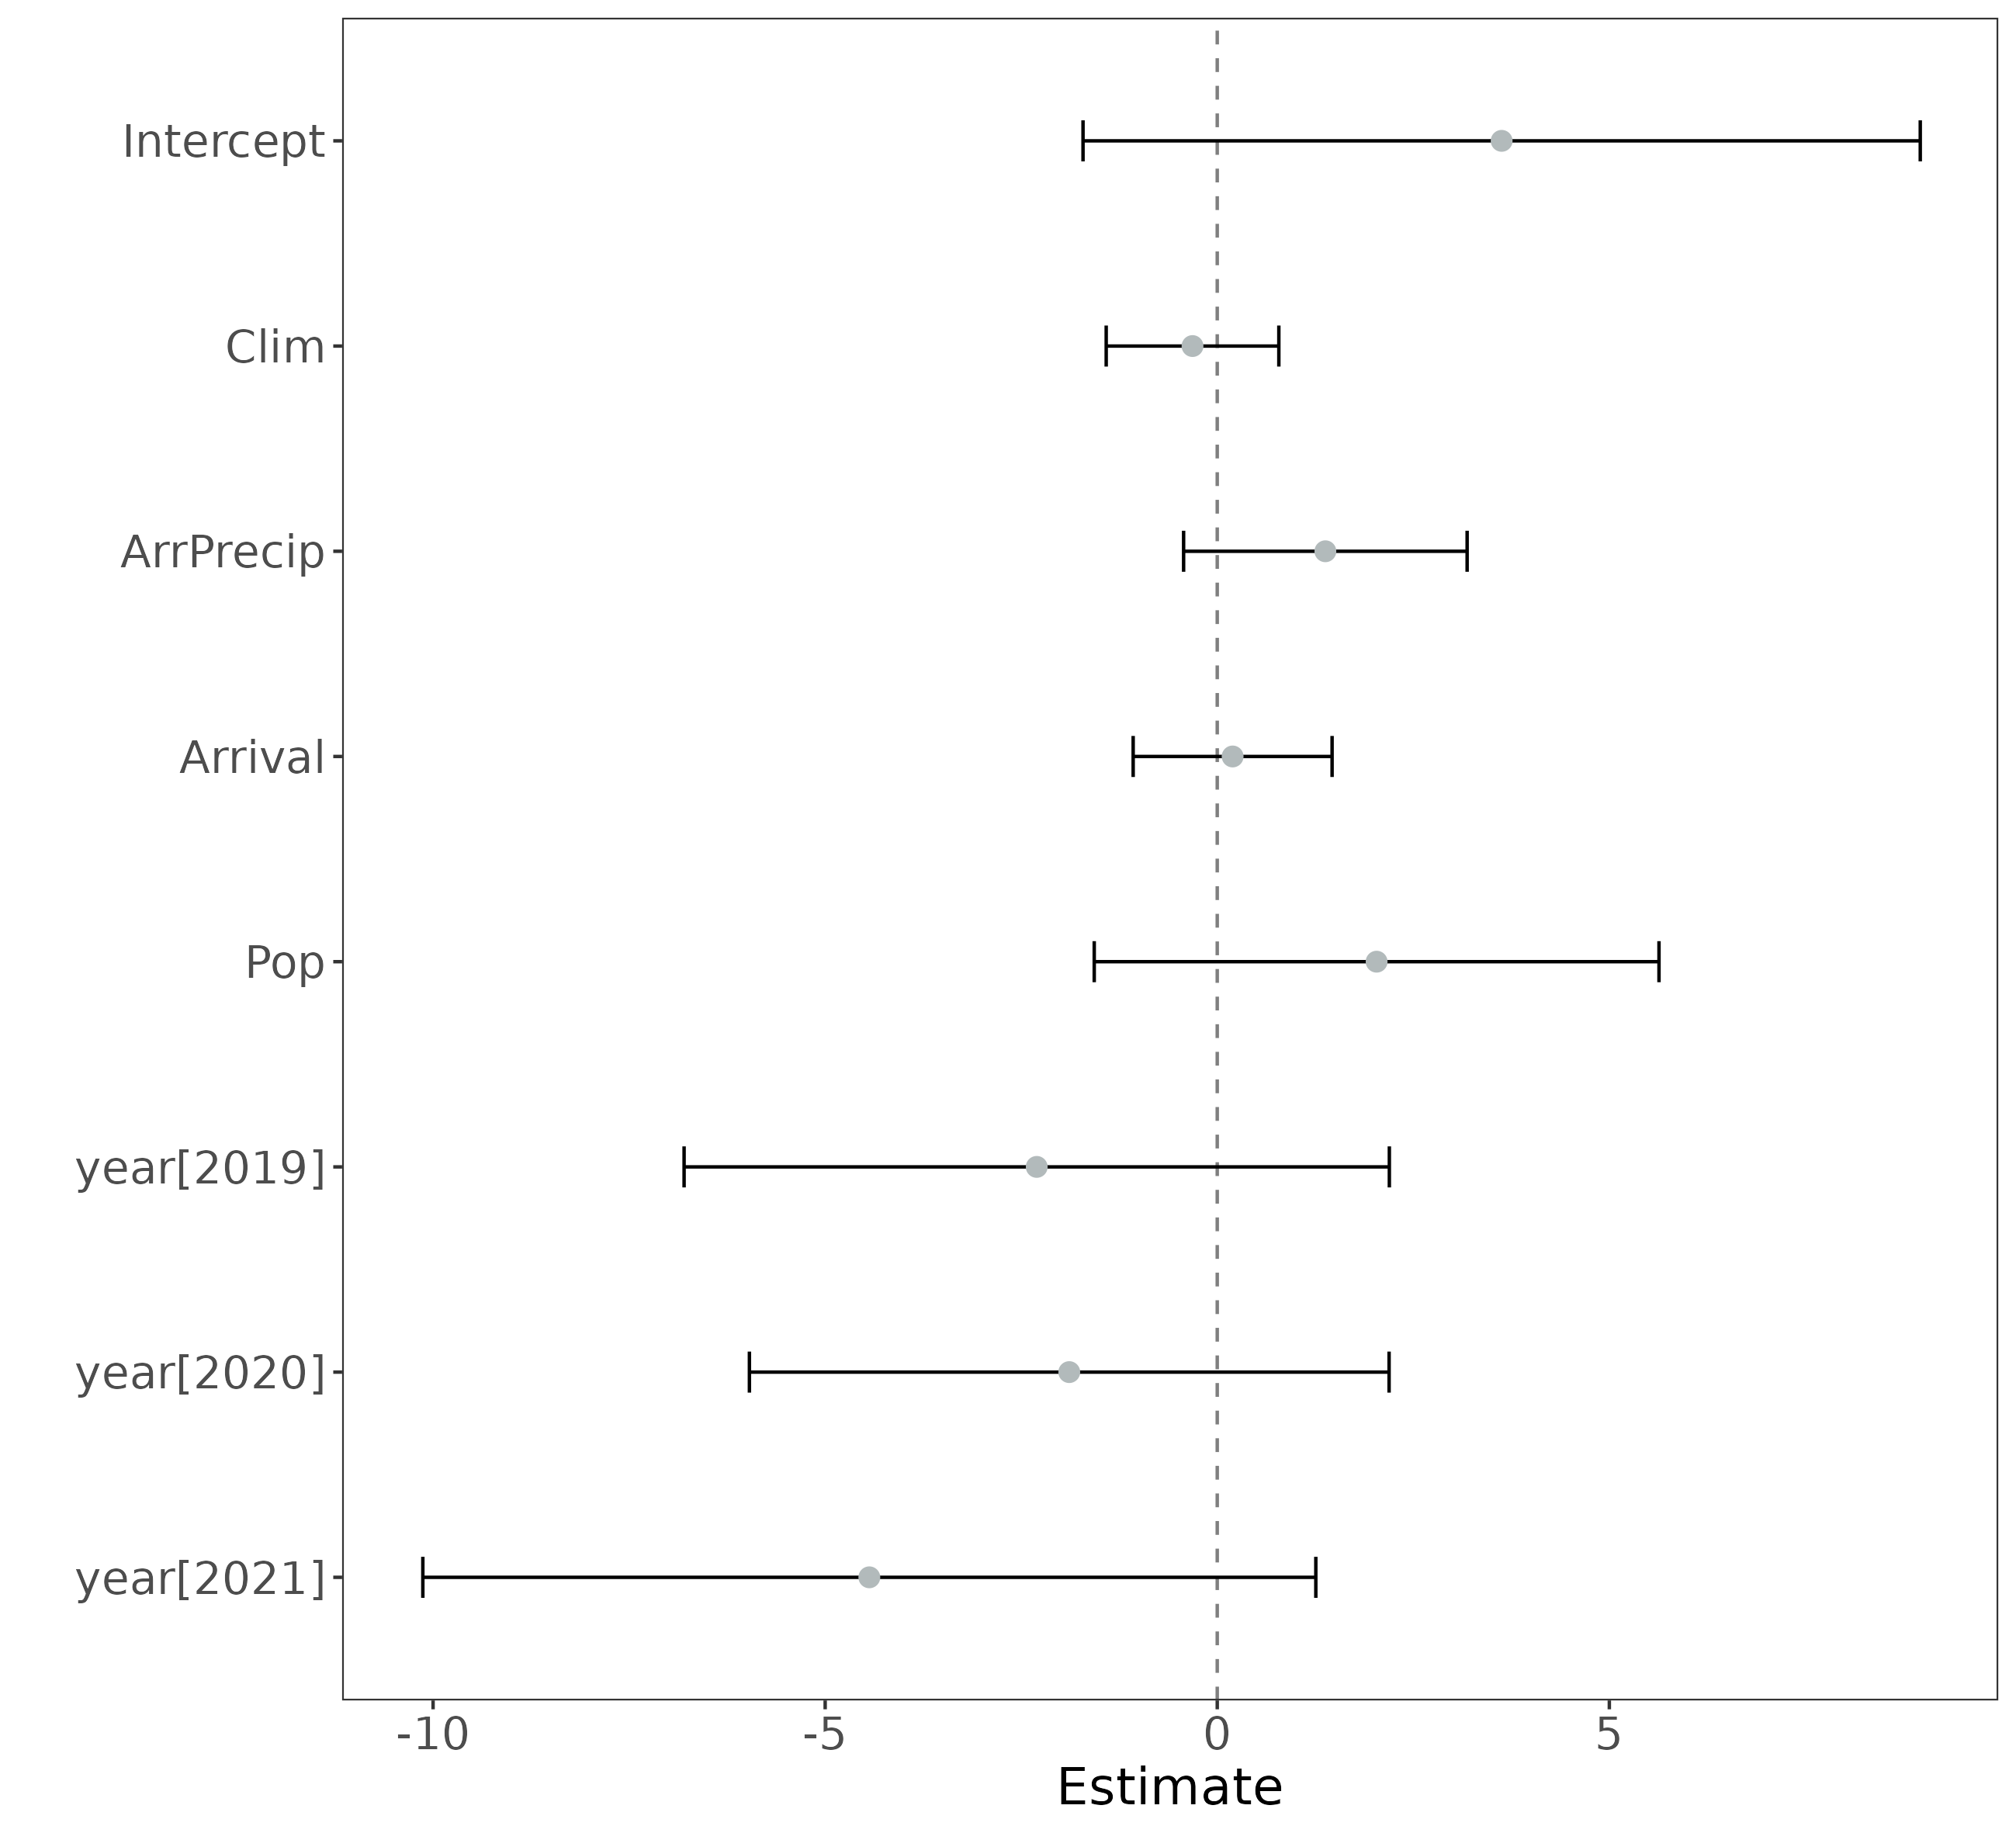 Intercept
Clim
ArrPrecip
Arrival
Pop
year[2019]
year[2020]
year[2021]
-10 -5 0 5
Estimate